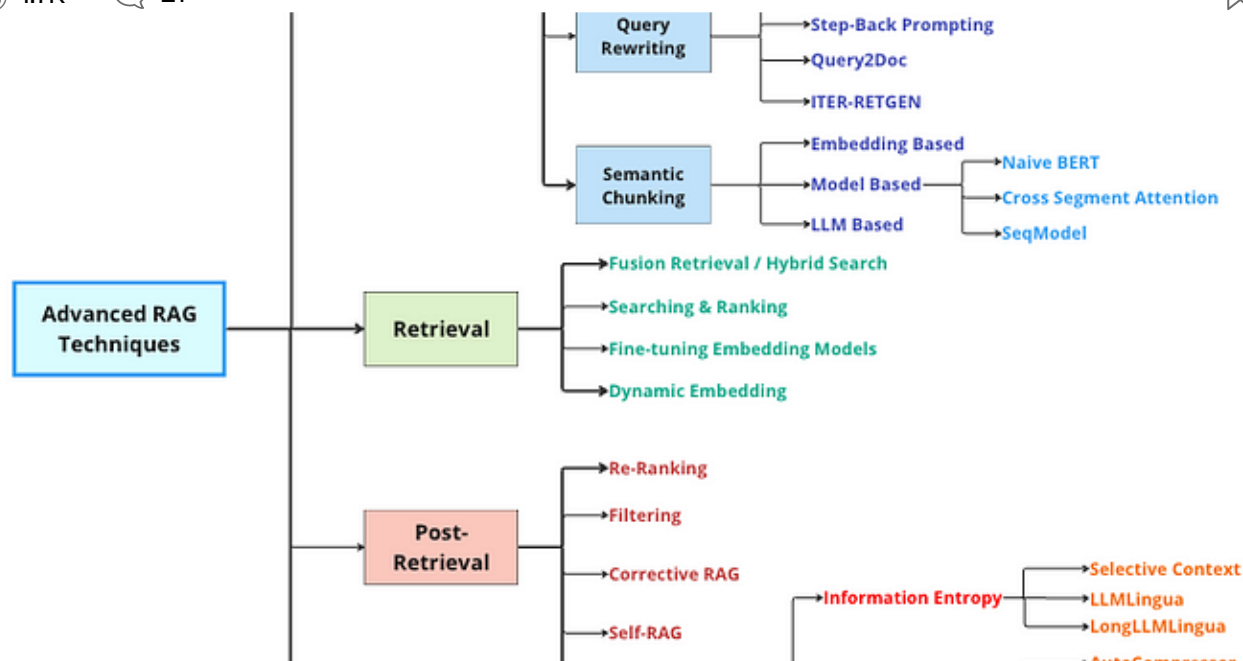 Query
Rewriting
Step-Back Prompting
Query2Doc
ITER-RETGEN
Semantic
Chunking
Embedding Based
Model Based
LLM Based
Naive BERT
Cross Segment Attention
SeqModel
Advanced RAG
Techniques
Retrieval
Fusion Retrieval / Hybrid Search
Searching & Ranking
Fine-tuning Embedding Models
Dynamic Embedding
Post-
Retrieval
Re-Ranking
Filtering
Corrective RAG
Self-RAG
Information Entropy
Selective Context
LLMLingua
LongLLMLingua